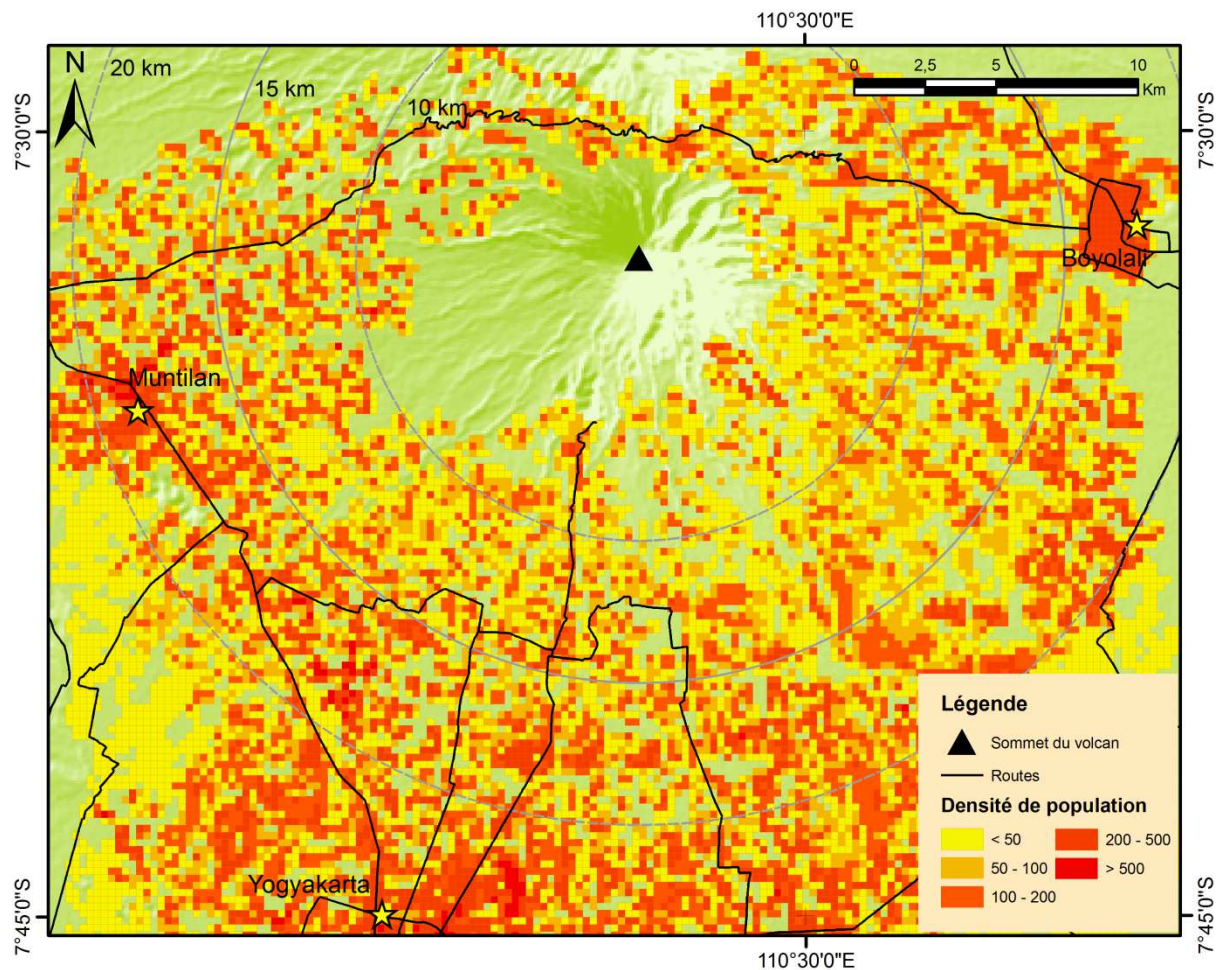 110°30'0"E
N
20 km
15 km
10 km
0 2,5 5 10
Km
7°30'0"S
7°30'0"S
Boyolali
Muntilan
Légende
Sommet du volcan
Routes
Densité de population
< 50
200 - 500
50 - 100
> 500
100 - 200
Yogyakarta
7°45'0"S
7°45'0"S
110°30'0"E